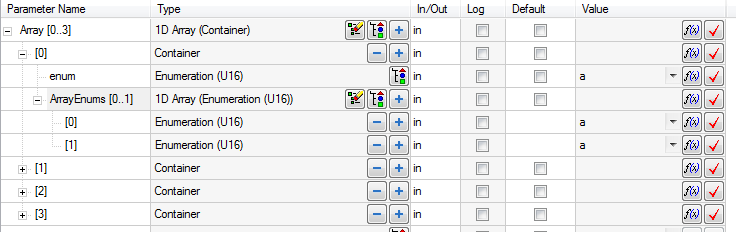 Parameter Name Type In/Out Log Default Value
Array [0..3] 1D Array (Container) in f(x)
[0] Container in f(x)
enum Enumeration (U16) in a f(x)
ArrayEnums [0..1] 1D Array (Enumeration (U16)) in f(x)
[0] Enumeration (U16) in a f(x)
[1] Enumeration (U16) in a f(x)
[1] Container in f(x)
[2] Container in f(x)
[3] Container in f(x)